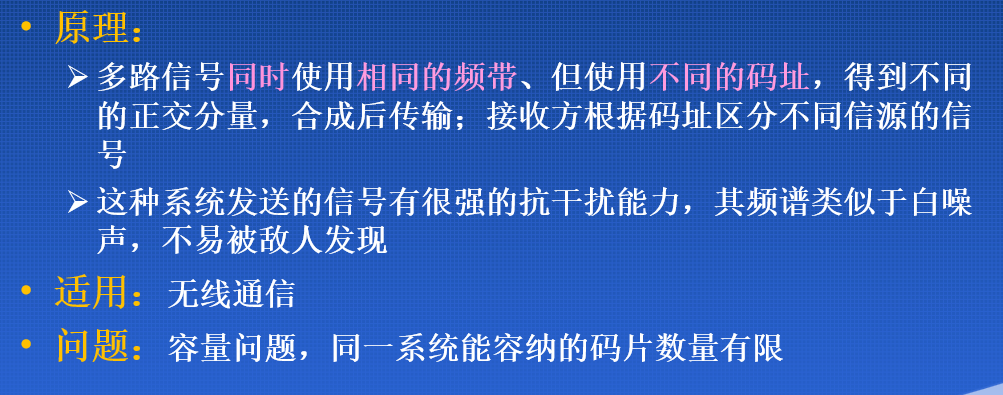 • 原理：
➢ 多路信号同时使用相同的频带、但使用不同的码址，得到不同
的正交分量，合成后传输；接收方根据码址区分不同信源的信
号
➢ 这种系统发送的信号有很强的抗干扰能力，其频谱类似于白噪
声，不易被敌人发现
• 适用：无线通信
• 问题：容量问题，同一系统能容纳的码片数量有限